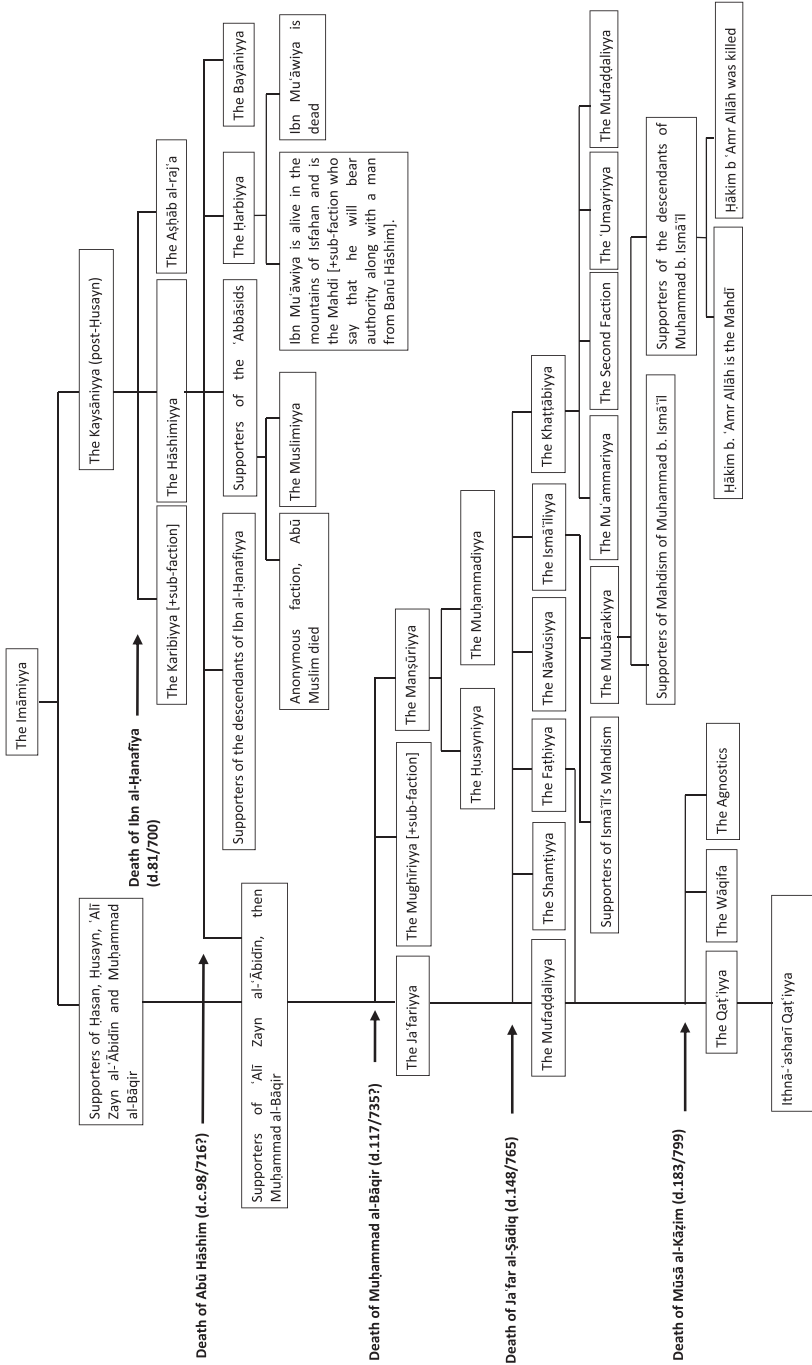 The Imāmiyya
Supporters of Ḥasan, Ḥusayn, ʿAlī
Zayn al-ʿĀbidīn and Muḥammad
al-Bāqir
The Kaysāniyya (post-Ḥusayn)
Death of Ibn al-Ḥanafīya
(d.81/700)
The Karibiyya [+sub-faction]
The Hāshimiyya
The Aṣḥāb al-rajʿa
Death of Abū Hāshim (d.c.98/716?)
Supporters of ʿAlī Zayn al-ʿĀbidīn, then
Muḥammad al-Bāqir
Supporters of the descendants of Ibn al-Ḥanafiyya
Supporters of the ʿAbbāsids
The Ḥarbiyya
The Bayāniyya
Anonymous faction, Abū
Muslim died
The Muslimiyya
Ibn Muʿāwiya is alive in the
mountains of Isfahan and is
the Mahdi [+sub-faction who
say that he will bear
authority along with a man
from Banū Hāshim].
Ibn Muʿāwiya is
dead
Death of Muḥammad al-Bāqir (d.117/735?)
The Jaʿfariyya
The Mughīriyya [+sub-faction]
The Manṣūriyya
The Ḥusayniyya
The Muḥammadiyya
Death of Jaʿfar al-Ṣādiq (d.148/765)
The Mufaḍḍaliyya
The Shamṭiyya
The Faṭḥiyya
The Nāwūsiyya
The Ismāʿīliyya
The Khaṭṭābiyya
Supporters of Ismāʿīl’s Mahdism
The Mubārakiyya
The Muʿammariyya
The Second Faction
The ʿUmayriyya
The Mufaḍḍaliyya
Supporters of Mahdism of Muhammad b. Ismāʿīl
Supporters of the descendants of
Muhammad b. Ismāʿīl
Ḥākim b. ʿAmr Allāh is the Mahdī
Ḥākim b ʿAmr Allāh was killed
Death of Mūsā al-Kāẓim (d.183/799)
The Qaṭʿiyya
The Wāqifa
The Agnostics
Ithnā-ʿasharī Qaṭʿiyya